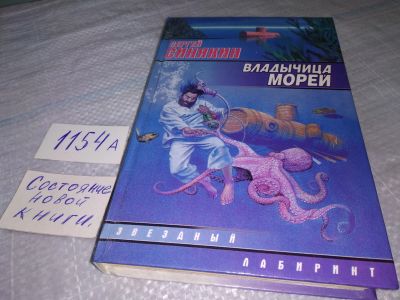 СЕРГЕЙ
СИНЯКИН
ВЛАДЫЧИЦА
МОРЕЙ
1154А
Состояние
новой
книги.
ЗВЕЗДНЫЙ
ЛАБИРИНТ